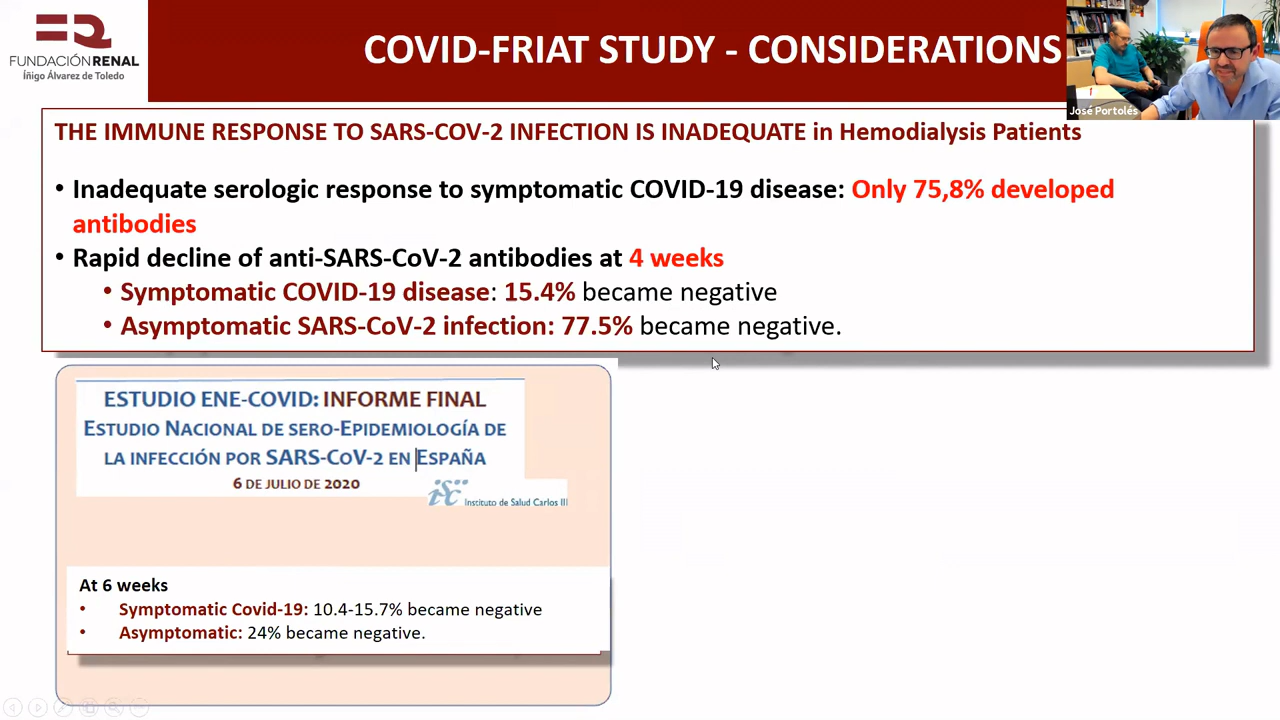 FUNDACIÓN RENAL
Íñigo Álvarez de Toledo
COVID-FRIAT STUDY - CONSIDERATIONS
José Portolés
THE IMMUNE RESPONSE TO SARS-COV-2 INFECTION IS INADEQUATE in Hemodialysis Patients
• Inadequate serologic response to symptomatic COVID-19 disease: Only 75,8% developed
antibodies
• Rapid decline of anti-SARS-CoV-2 antibodies at 4 weeks
• Symptomatic COVID-19 disease: 15.4% became negative
• Asymptomatic SARS-CoV-2 infection: 77.5% became negative.
ESTUDIO ENE-COVID: INFORME FINAL
ESTUDIO NACIONAL DE SERO-EPIDEMIOLOGÍA DE
LA INFECCIÓN POR SARS-COV-2 EN ESPAÑA
6 DE JULIO DE 2020
isc Instituto de Salud Carlos III
At 6 weeks
• Symptomatic Covid-19: 10.4-15.7% became negative
• Asymptomatic: 24% became negative.